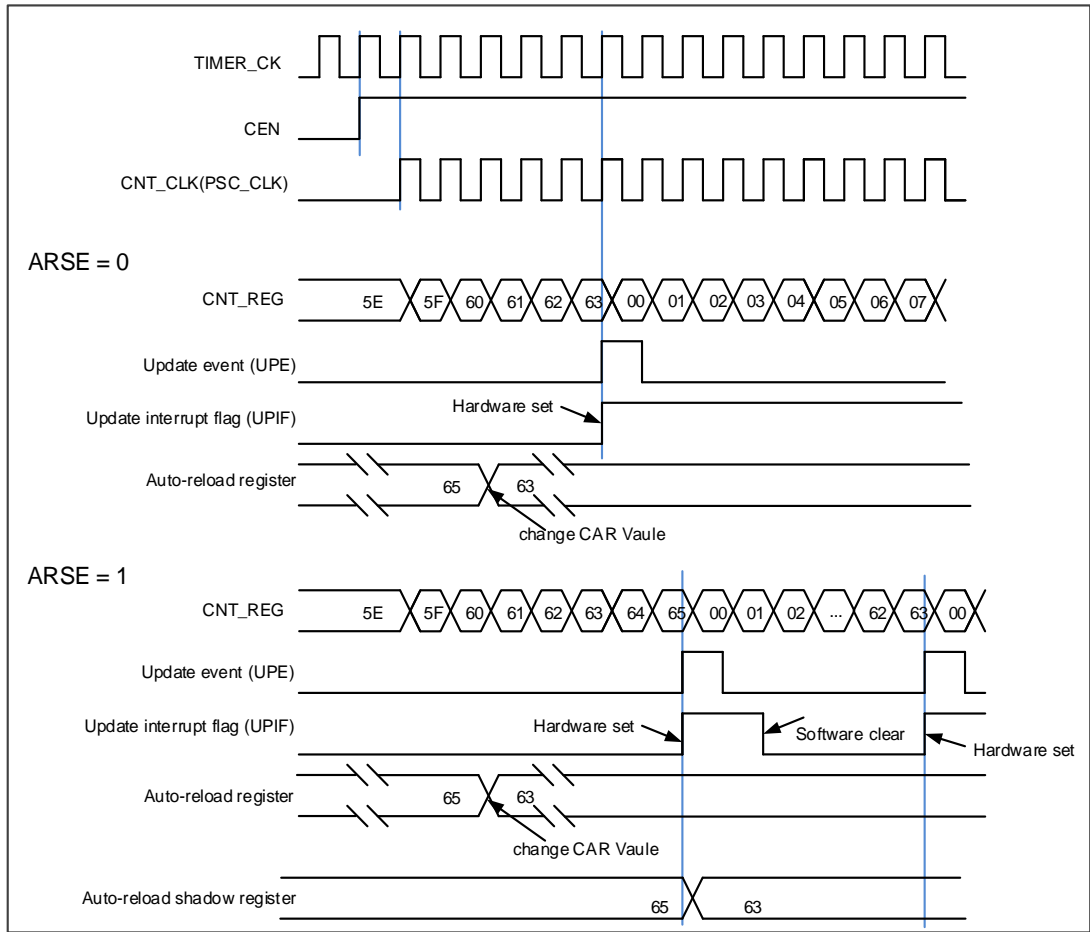 TIMER_CK
CEN
CNT_CLK(PSC_CLK)
ARSE = 0
CNT_REG 5E 5F 60 61 62 63 00 01 02 03 04 05 06 07
Update event (UPE)
Hardware set
Update interrupt flag (UPIF)
Auto-reload register 65 63
change CAR Vaule
ARSE = 1
CNT_REG 5E 5F 60 61 62 63 64 65 00 01 02 ... 62 63 00
Update event (UPE)
Update interrupt flag (UPIF) Hardware set Software clear
Hardware set
Auto-reload register 65 63
change CAR Vaule
Auto-reload shadow register 65 63